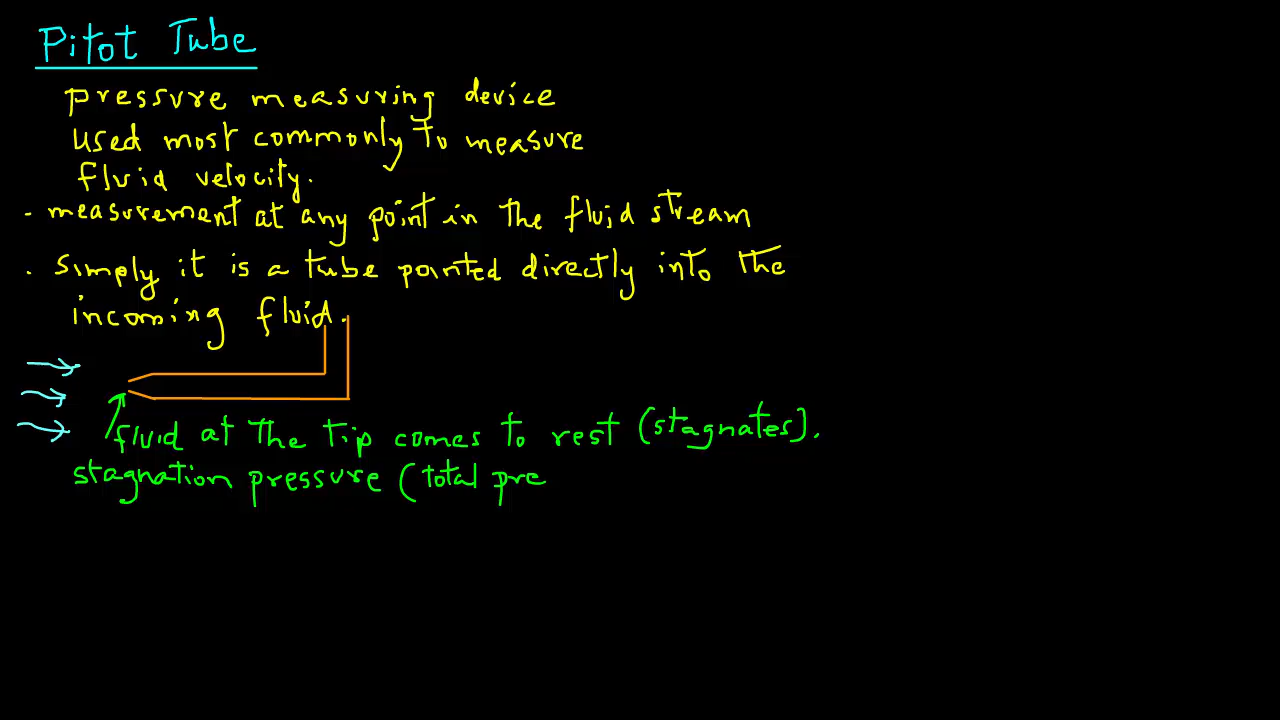 Pitot Tube
pressure measuring device
used most commonly to measure
fluid velocity.
. measurement at any point in the fluid stream
. simply it is a tube pointed directly into the
incoming fluid.
fluid at the tip comes to rest (stagnates).
stagnation pressure (total pre